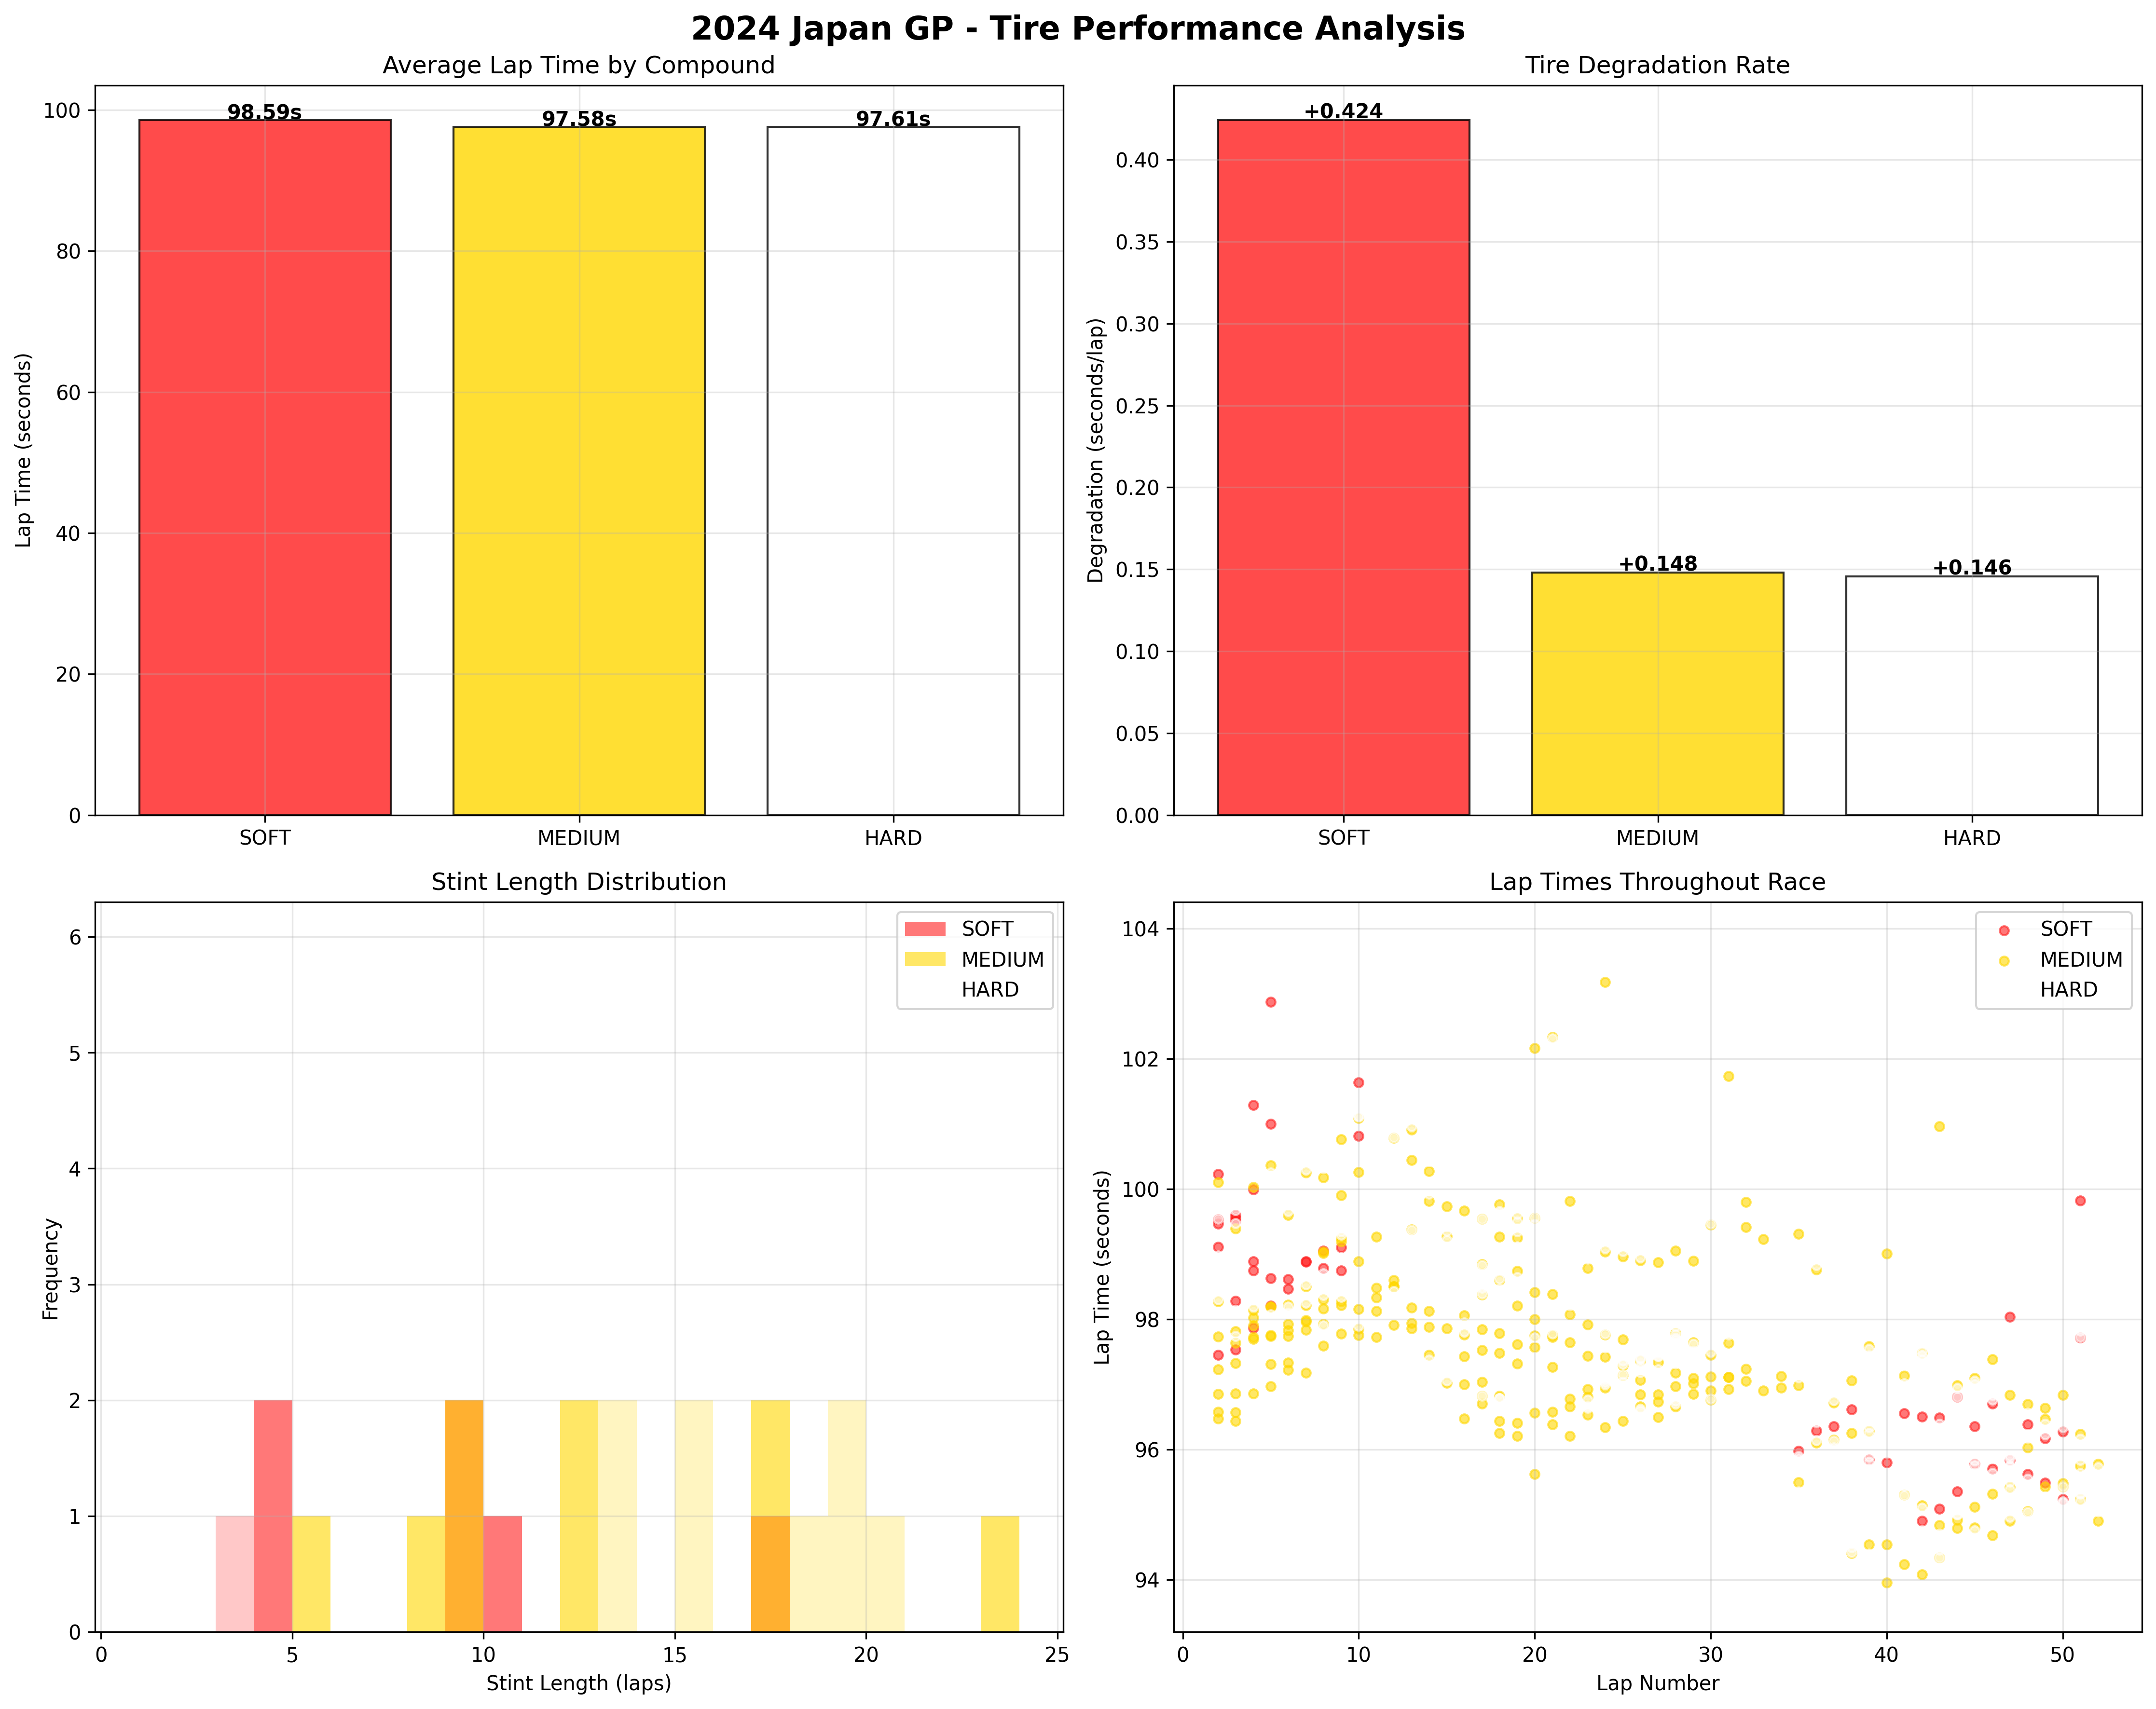 2024 Japan GP - Tire Performance Analysis
Average Lap Time by Compound
Lap Time (seconds)
100
80
60
40
20
0
98.59s
97.58s
97.61s
SOFT
MEDIUM
HARD
Tire Degradation Rate
Degradation (seconds/lap)
0.40
0.35
0.30
0.25
0.20
0.15
0.10
0.05
0.00
+0.424
+0.148
+0.146
SOFT
MEDIUM
HARD
Stint Length Distribution
Frequency
6
5
4
3
2
1
0
SOFT
MEDIUM
HARD
0
5
10
15
20
25
Stint Length (laps)
Lap Times Throughout Race
Lap Time (seconds)
104
102
100
98
96
94
SOFT
MEDIUM
HARD
0
10
20
30
40
50
Lap Number